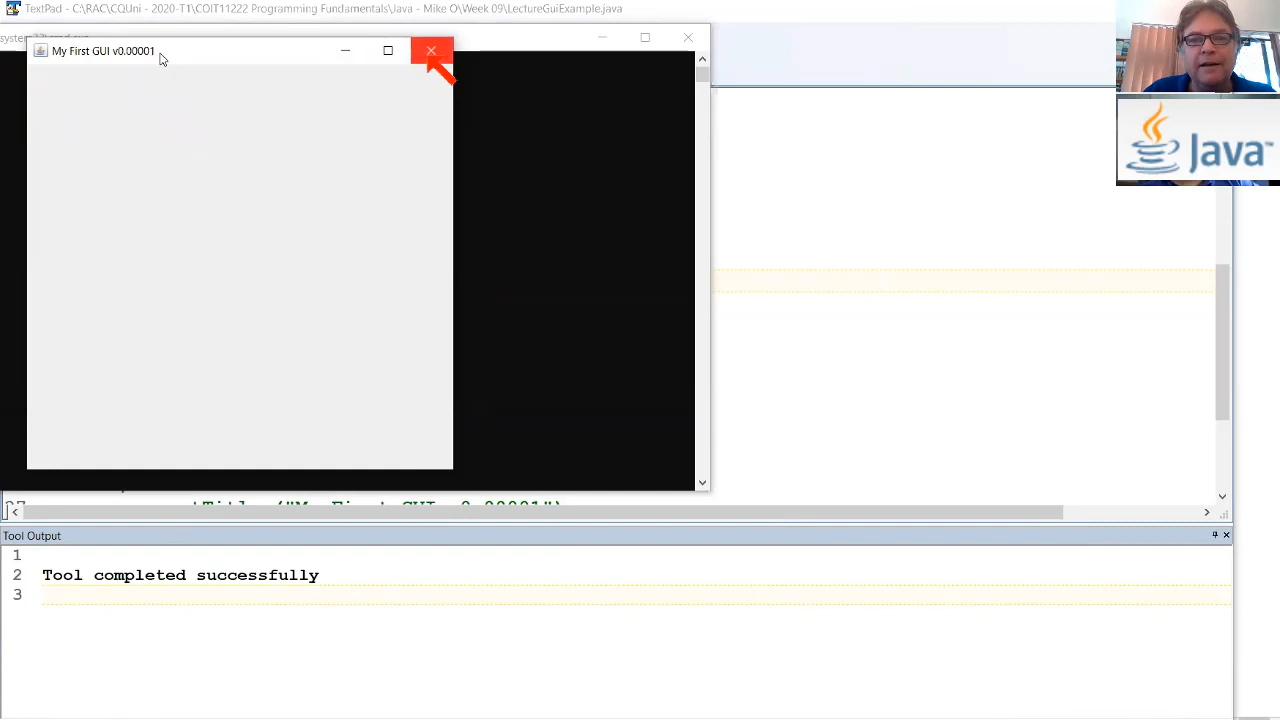 TextPad - C:\RAC\CQUni - 2020-T1\COIT11222 Programming Fundamentals\Java - Mike O\Week 09\LectureGuiExample.java
My First GUI v0.00001
Java™
Tool Output
1
2 Tool completed successfully
3